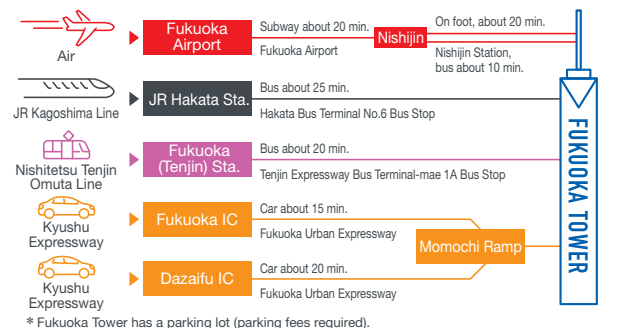 Air
Fukuoka
Airport
Subway about 20 min.
Fukuoka Airport
Nishijin
On foot, about 20 min.
Nishijin Station,
bus about 10 min.
JR Kagoshima Line
JR Hakata Sta.
Bus about 25 min.
Hakata Bus Terminal No.6 Bus Stop
Nishitetsu Tenjin
Omuta Line
Fukuoka
(Tenjin) Sta.
Bus about 20 min.
Tenjin Expressway Bus Terminal-mae 1A Bus Stop
Kyushu
Expressway
Fukuoka IC
Car about 15 min.
Fukuoka Urban Expressway
Momochi Ramp
Kyushu
Expressway
Dazaifu IC
Car about 20 min.
Fukuoka Urban Expressway
FUKUOKA TOWER
* Fukuoka Tower has a parking lot (parking fees required).